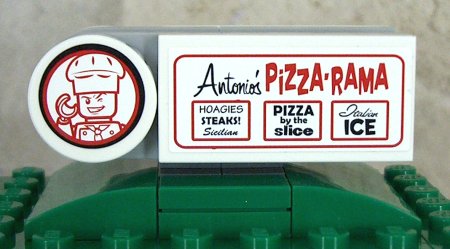 Antonio's PiZZA-RAMA
HOAGIES
STEAKS!
Sicilian
PIZZA
by the
slice
Italian
ICE